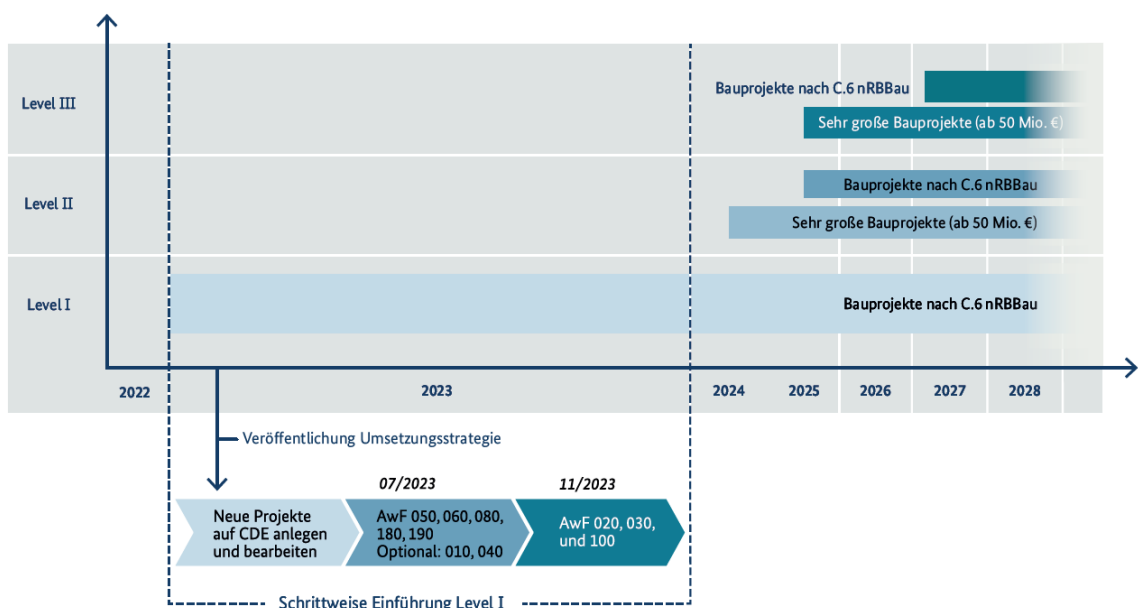 Level III
Bauprojekte nach C.6 nRBBau
Sehr große Bauprojekte (ab 50 Mio. €)
Level II
Bauprojekte nach C.6 nRBBau
Sehr große Bauprojekte (ab 50 Mio. €)
Level I
Bauprojekte nach C.6 nRBBau
2022
2023
2024
2025
2026
2027
2028
Veröffentlichung Umsetzungsstrategie
Neue Projekte
auf CDE anlegen
und bearbeiten
07/2023
AwF 050, 060, 080,
180, 190
Optional: 010, 040
11/2023
AwF 020, 030,
und 100
Schrittweise Einführung Level I